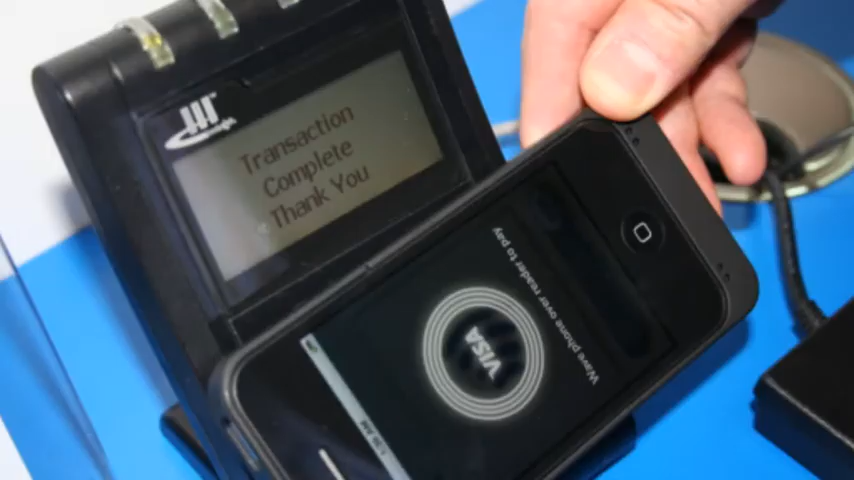 Transaction
Complete
Thank You
Wave phone over reader to pay
VISA